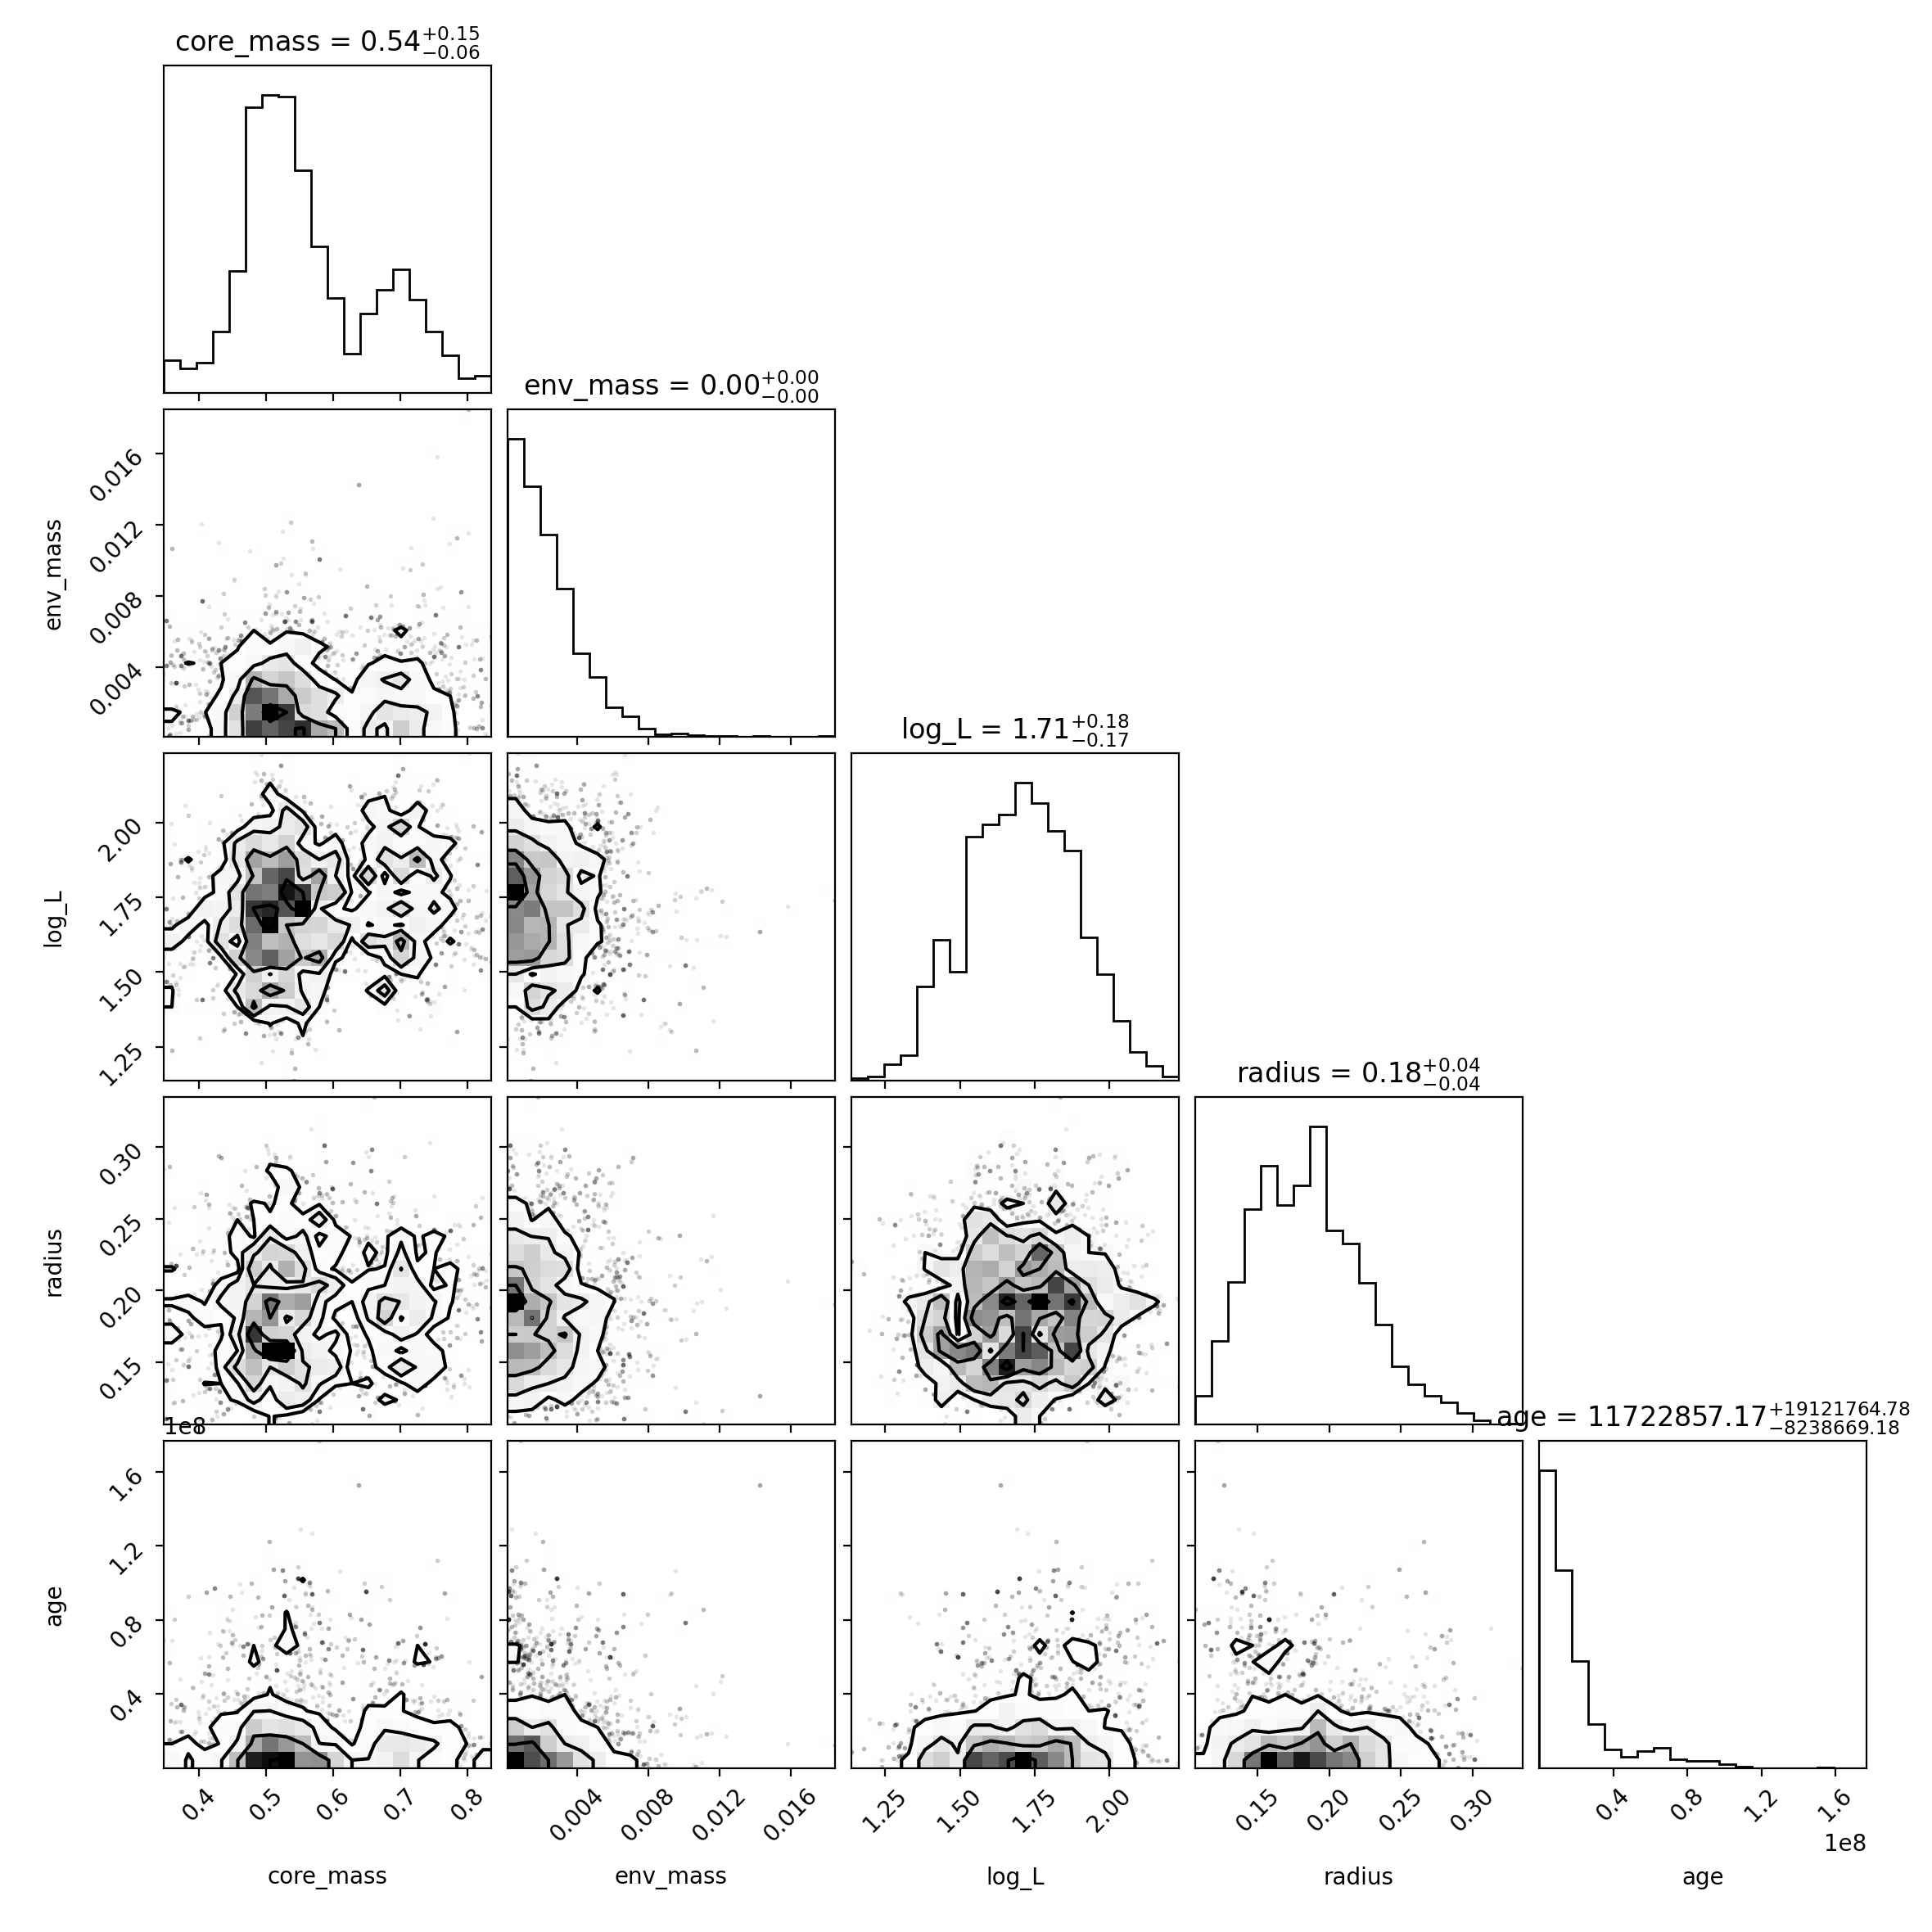 core_mass = 0.54 +0.15 −0.06
env_mass = 0.00 +0.00 −0.00
0.016
0.012
0.008
0.004
env_mass
log_L = 1.71 +0.18 −0.17
2.00
1.75
1.50
1.25
log_L
radius = 0.18 +0.04 −0.04
0.30
0.25
0.20
0.15
radius
1e8
age = 11722857.17 +19121764.78 −8238669.18
1.6
1.2
0.8
0.4
age
0.4 0.5 0.6 0.7 0.8
0.004 0.008 0.012 0.016
1.25 1.50 1.75 2.00
0.15 0.20 0.25 0.30
0.4 0.8 1.2 1.6
1e8
core_mass env_mass log_L radius age